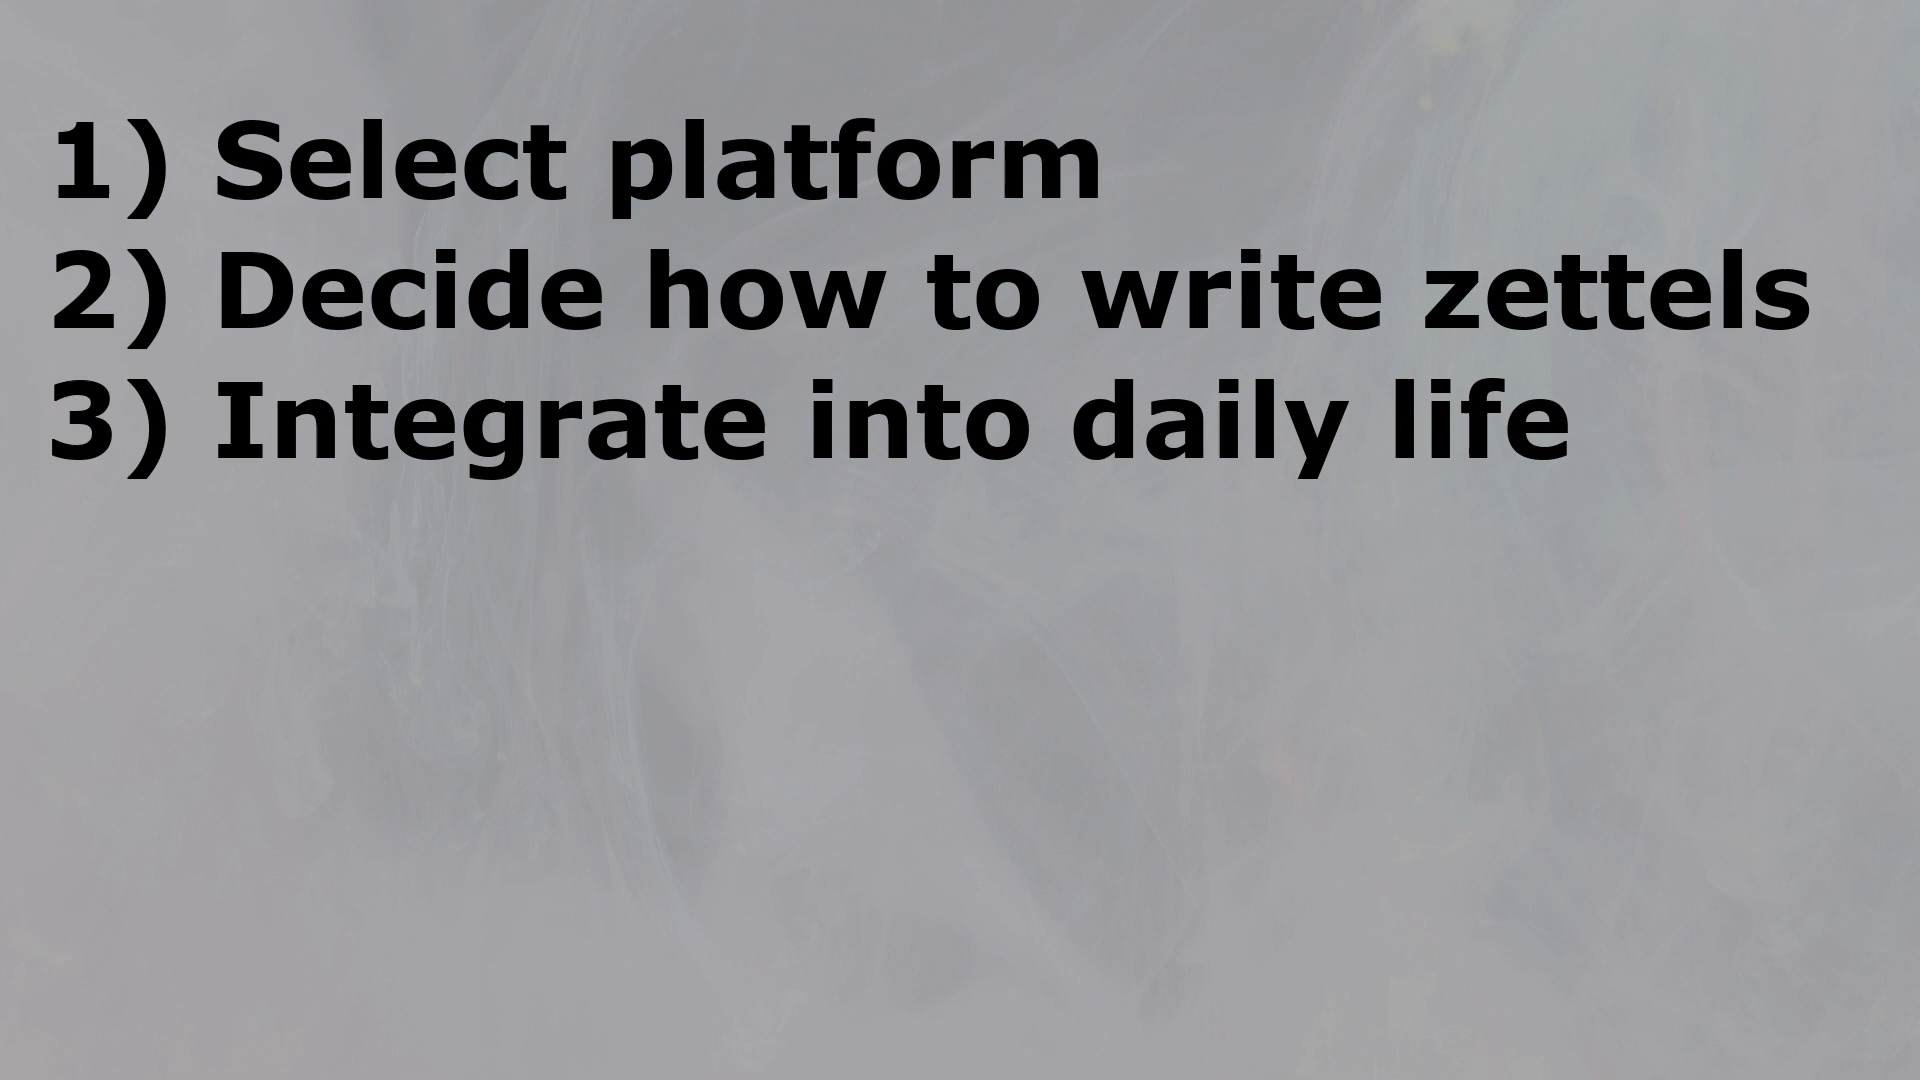 1) Select platform
2) Decide how to write zettels
3) Integrate into daily life